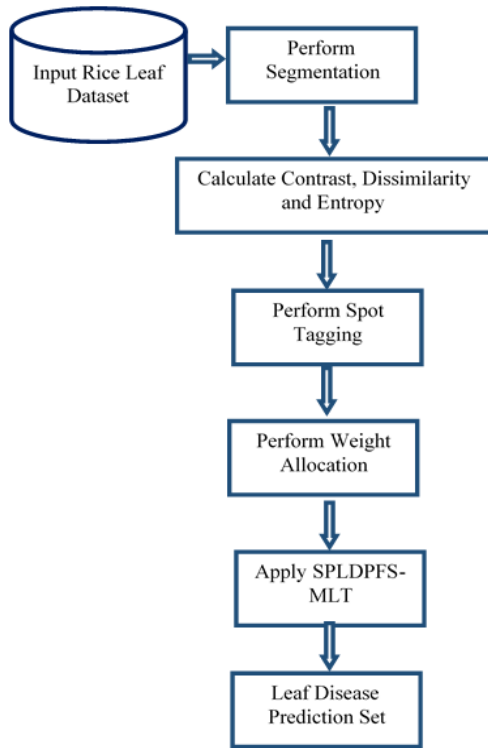 Input Rice Leaf
Dataset
Perform
Segmentation
Calculate Contrast, Dissimilarity
and Entropy
Perform Spot
Tagging
Perform Weight
Allocation
Apply SPLDPFS-
MLT
Leaf Disease
Prediction Set